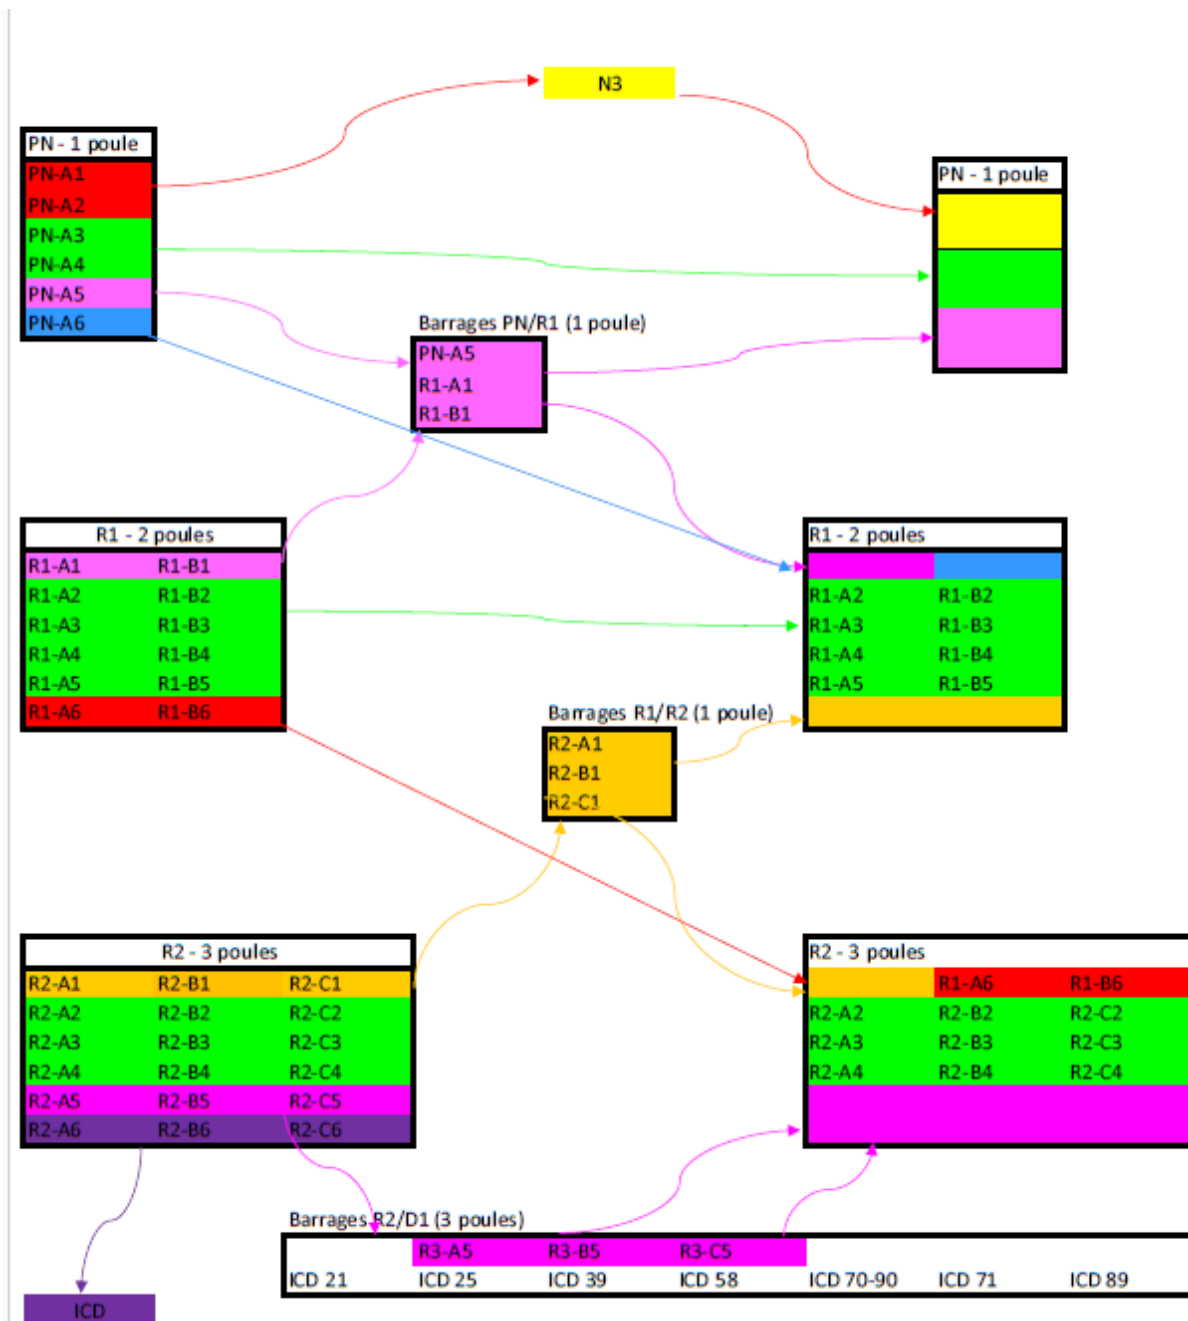 N3
PN - 1 poule
PN-A1
PN-A2
PN-A3
PN-A4
PN-A5
PN-A6
PN - 1 poule
Barrages PN/R1 (1 poule)
PN-A5
R1-A1
R1-B1
R1 - 2 poules
R1-A1 R1-B1
R1-A2 R1-B2
R1-A3 R1-B3
R1-A4 R1-B4
R1-A5 R1-B5
R1-A6 R1-B6
R1 - 2 poules
R1-A2 R1-B2
R1-A3 R1-B3
R1-A4 R1-B4
R1-A5 R1-B5
Barrages R1/R2 (1 poule)
R2-A1
R2-B1
R2-C1
R2 - 3 poules
R2-A1 R2-B1 R2-C1
R2-A2 R2-B2 R2-C2
R2-A3 R2-B3 R2-C3
R2-A4 R2-B4 R2-C4
R2-A5 R2-B5 R2-C5
R2-A6 R2-B6 R2-C6
R2 - 3 poules
R1-A6 R1-B6
R2-A2 R2-B2 R2-C2
R2-A3 R2-B3 R2-C3
R2-A4 R2-B4 R2-C4
Barrages R2/D1 (3 poules)
R3-A5 R3-B5 R3-C5
ICD 21 ICD 25 ICD 39 ICD 58 ICD 70-90 ICD 71 ICD 89
ICD